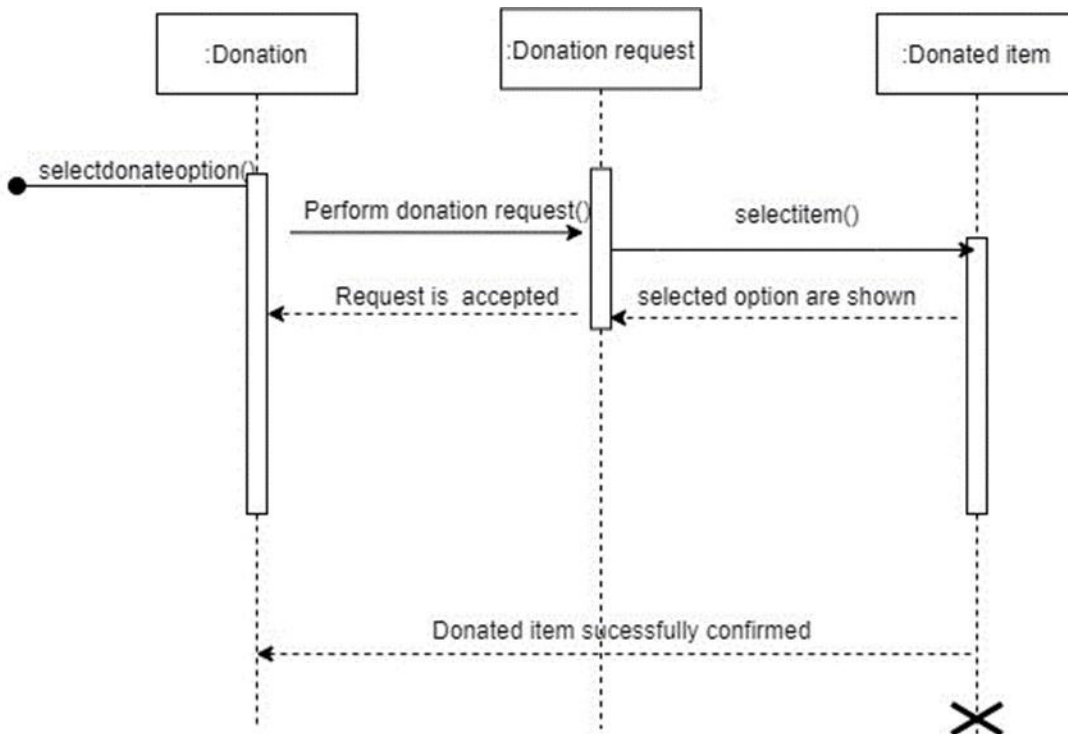 :Donation
:Donation request
:Donated item
selectdonateoption()
Perform donation request()
selectitem()
Request is accepted
selected option are shown
Donated item sucessfully confirmed